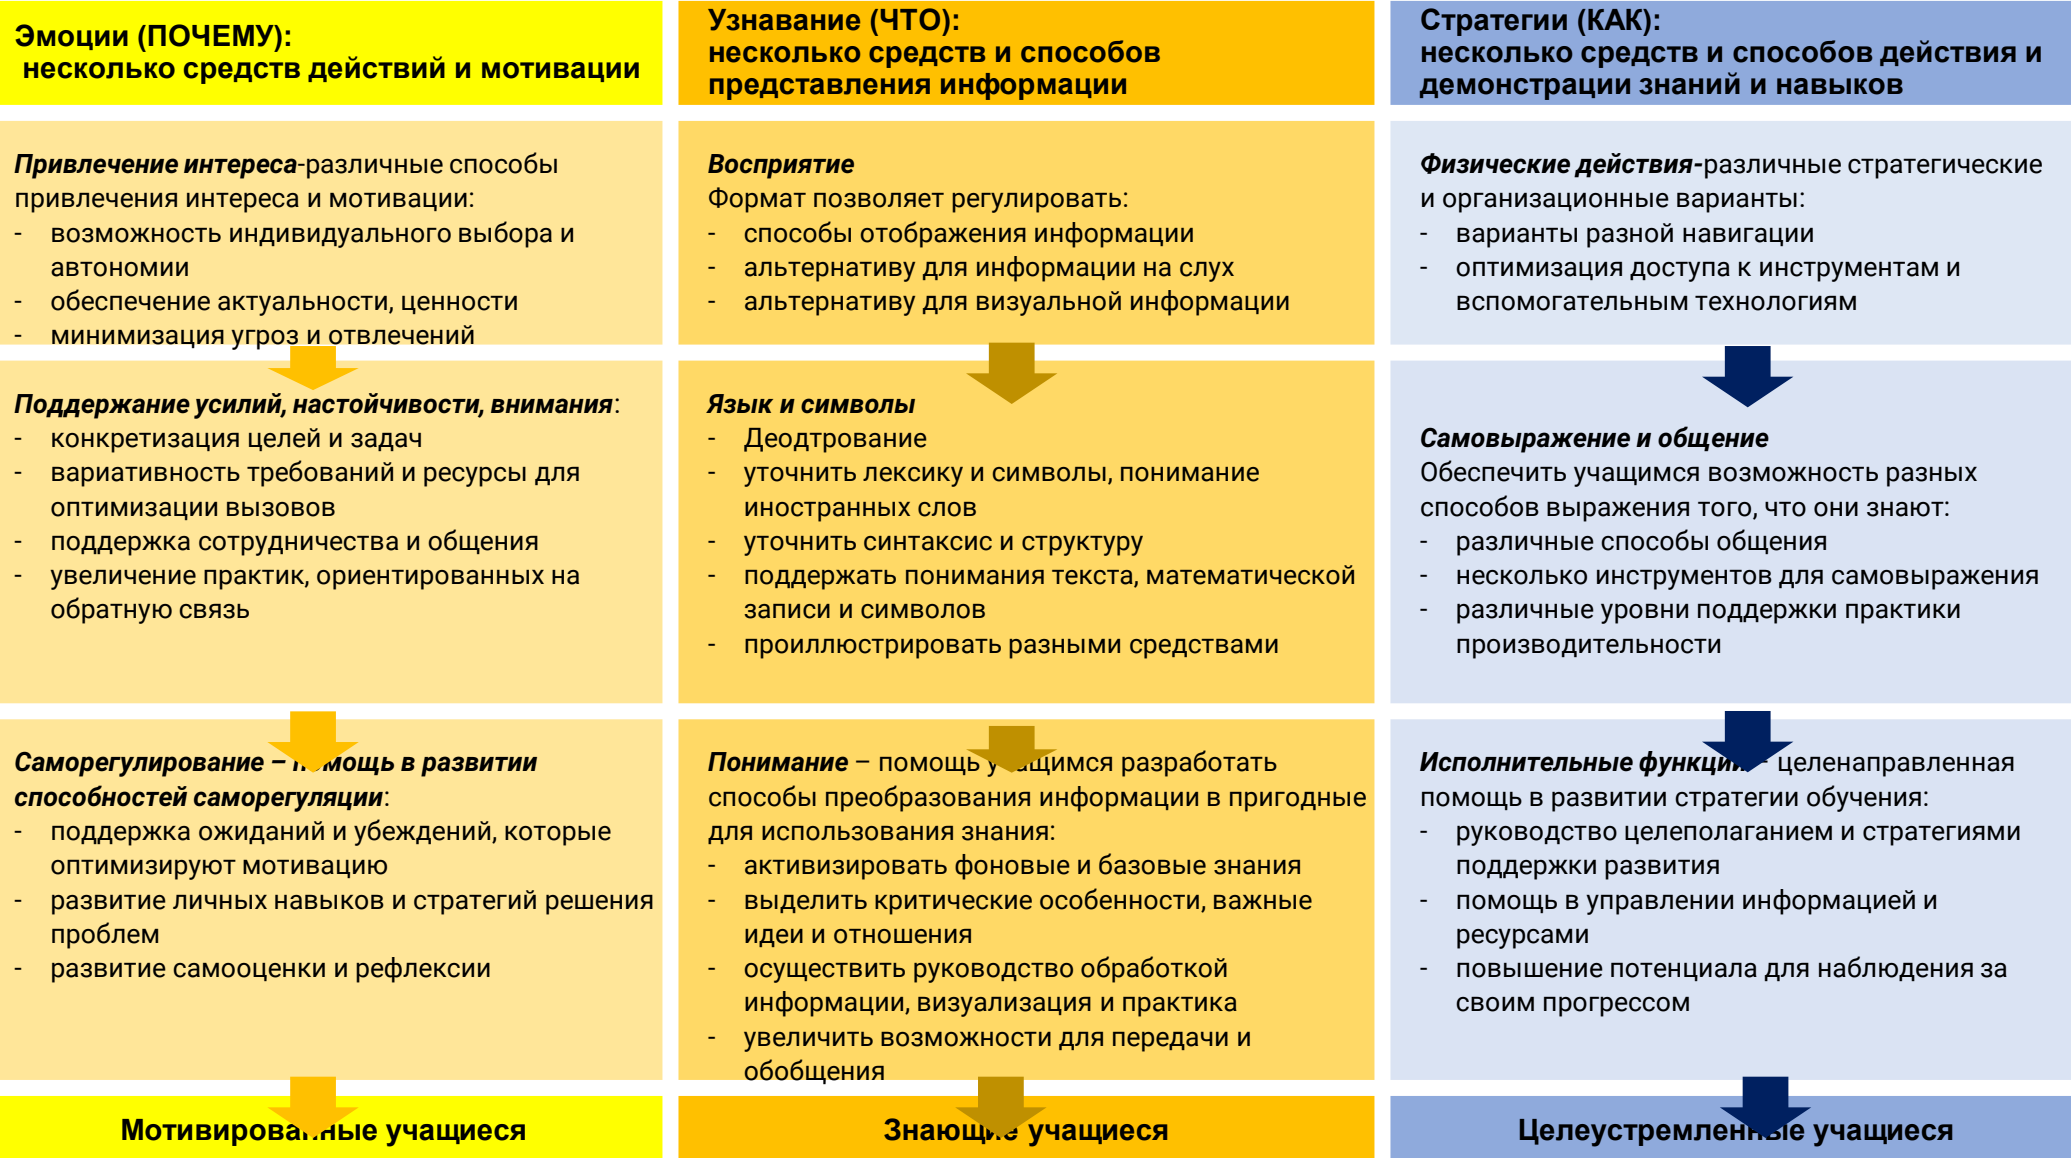 Эмоции (ПОЧЕМУ):
несколько средств действий и мотивации
Узнавание (ЧТО):
несколько средств и способов
представления информации
Стратегии (КАК):
несколько средств и способов действия и
демонстрации знаний и навыков
Привлечение интереса-различные способы
привлечения интереса и мотивации:
- возможность индивидуального выбора и
автономии
- обеспечение актуальности, ценности
- минимизация угроз и отвлечений
Восприятие
Формат позволяет регулировать:
- способы отображения информации
- альтернативу для информации на слух
- альтернативу для визуальной информации
Физические действия-различные стратегические
и организационные варианты:
- варианты разной навигации
- оптимизация доступа к инструментам и
вспомогательным технологиям
Поддержание усилий, настойчивости, внимания:
- конкретизация целей и задач
- вариативность требований и ресурсы для
оптимизации вызовов
- поддержка сотрудничества и общения
- увеличение практик, ориентированных на
обратную связь
Язык и символы
- Деодтрование
- уточнить лексику и символы, понимание
иностранных слов
- уточнить синтаксис и структуру
- поддержать понимания текста, математической
записи и символов
- проиллюстрировать разными средствами
Самовыражение и общение
Обеспечить учащимся возможность разных
способов выражения того, что они знают:
- различные способы общения
- несколько инструментов для самовыражения
- различные уровни поддержки практики
производительности
Саморегулирование – помощь в развитии
способностей саморегуляции:
- поддержка ожиданий и убеждений, которые
оптимизируют мотивацию
- развитие личных навыков и стратегий решения
проблем
- развитие самооценки и рефлексии
Понимание – помощь учащимся разработать
способы преобразования информации в пригодные
для использования знания:
- активизировать фоновые и базовые знания
- выделить критические особенности, важные
идеи и отношения
- осуществить руководство обработкой
информации, визуализация и практика
- увеличить возможности для передачи и
обобщения
Исполнительные функции – целенаправленная
помощь в развитии стратегии обучения:
- руководство целеполаганием и стратегиями
поддержки развития
- помощь в управлении информацией и
ресурсами
- повышение потенциала для наблюдения за
своим прогрессом
Мотивированные учащиеся
Знающие учащиеся
Целеустремленные учащиеся